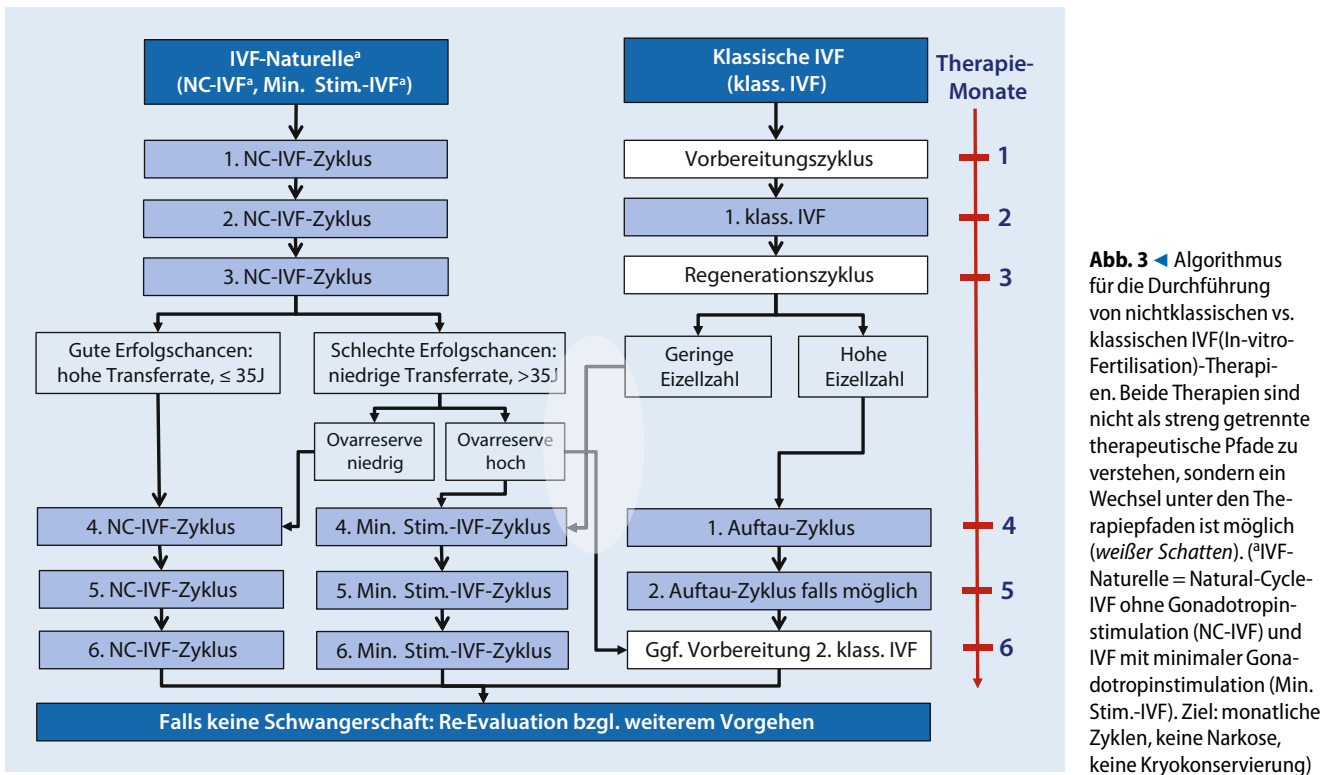 IVF-Naturelleᵃ
(NC-IVFᵃ, Min. Stim.-IVFᵃ)
Klassische IVF
(klass. IVF)
Therapie-
Monate
1. NC-IVF-Zyklus
Vorbereitungszyklus
1
2. NC-IVF-Zyklus
1. klass. IVF
2
3. NC-IVF-Zyklus
Regenerationszyklus
3
Gute Erfolgschancen:
hohe Transferrate, ≤ 35J
Schlechte Erfolgschancen:
niedrige Transferrate, >35J
Geringe
Eizellzahl
Hohe
Eizellzahl
Ovarreserve
niedrig
Ovarreserve
hoch
4. NC-IVF-Zyklus
4. Min. Stim.-IVF-Zyklus
1. Auftau-Zyklus
4
5. NC-IVF-Zyklus
5. Min. Stim.-IVF-Zyklus
2. Auftau-Zyklus falls möglich
5
6. NC-IVF-Zyklus
6. Min. Stim.-IVF-Zyklus
Ggf. Vorbereitung 2. klass. IVF
6
Falls keine Schwangerschaft: Re-Evaluation bzgl. weiterem Vorgehen
Abb. 3 ◄ Algorithmus
für die Durchführung
von nichtklassischen vs.
klassischen IVF(In-vitro-
Fertilisation)-Therapi-
en. Beide Therapien sind
nicht als streng getrennte
therapeutische Pfade zu
verstehen, sondern ein
Wechsel unter den The-
rapiepfaden ist möglich
(weißer Schatten). (ᵃIVF-
Naturelle = Natural-Cycle-
IVF ohne Gonadotropin-
stimulation (NC-IVF) und
IVF mit minimaler Gona-
dotropinstimulation (Min.
Stim.-IVF). Ziel: monatliche
Zyklen, keine Narkose,
keine Kryokonservierung)